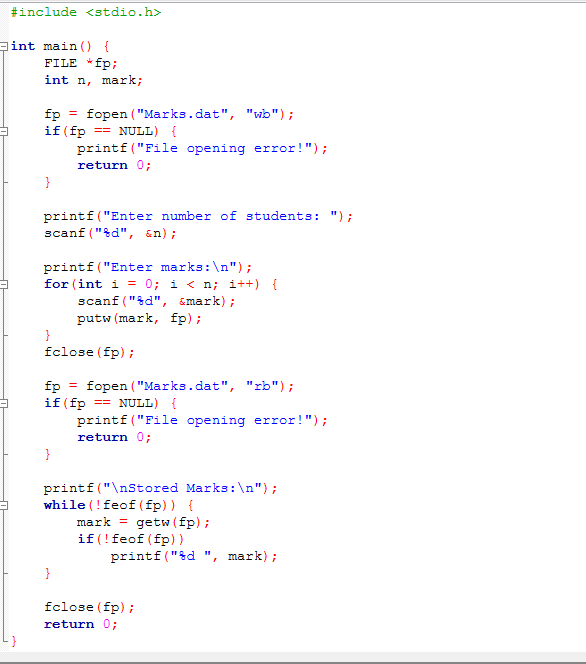 #include <stdio.h>
int main() {
FILE *fp;
int n, mark;
fp = fopen("Marks.dat", "wb");
if(fp == NULL) {
printf("File opening error!");
return 0;
}
printf("Enter number of students: ");
scanf("%d", &n);
printf("Enter marks:\n");
for(int i = 0; i < n; i++) {
scanf("%d", &mark);
putw(mark, fp);
}
fclose(fp);
fp = fopen("Marks.dat", "rb");
if(fp == NULL) {
printf("File opening error!");
return 0;
}
printf("\nStored Marks:\n");
while(!feof(fp)) {
mark = getw(fp);
if(!feof(fp))
printf("%d ", mark);
}
fclose(fp);
return 0;
}